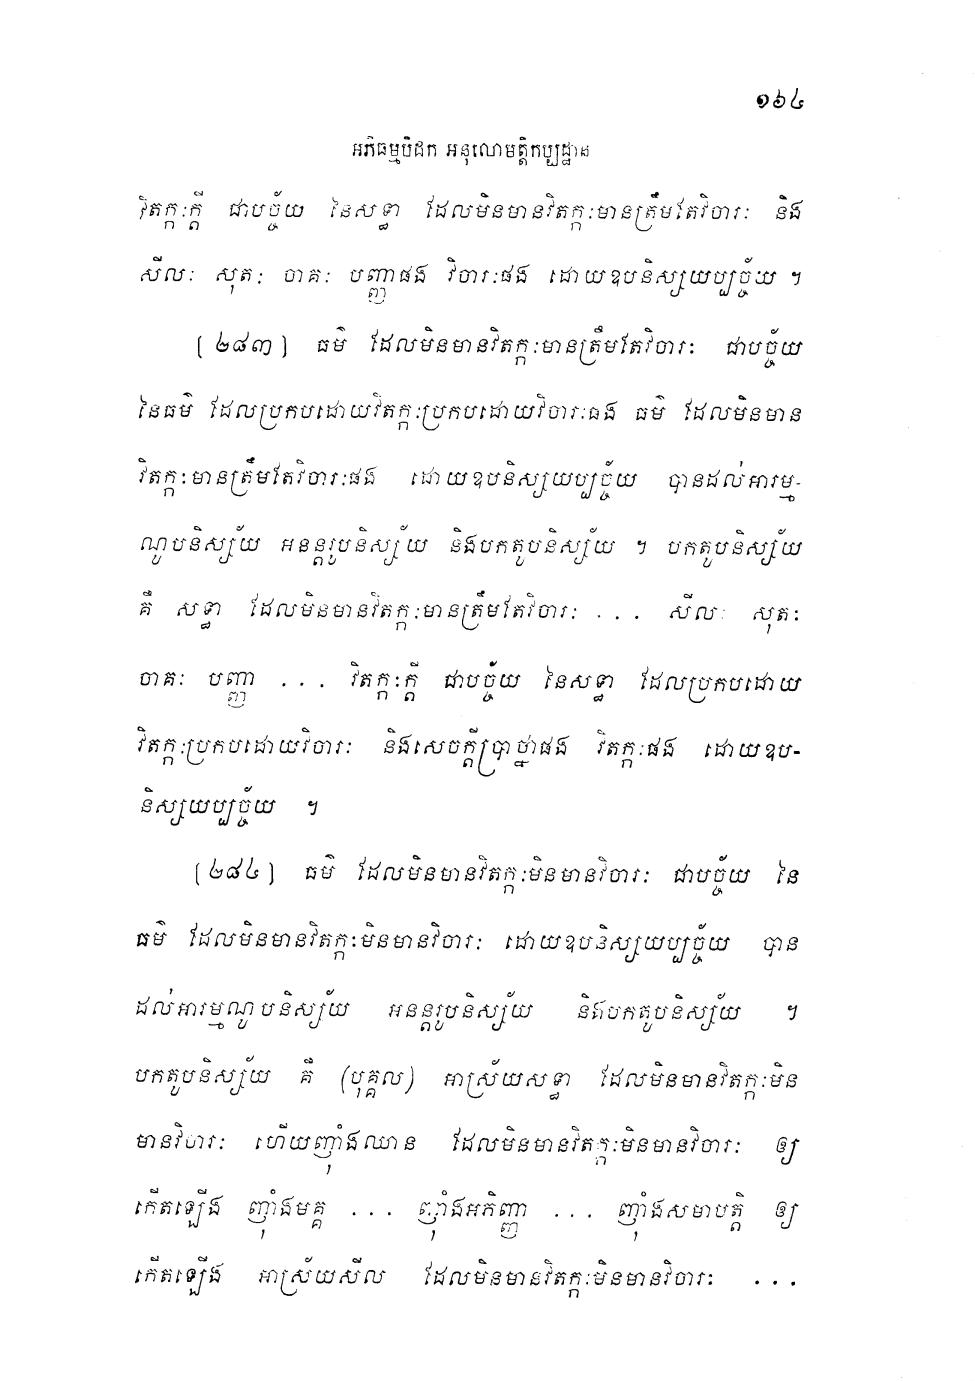 ១៦៤
អភិធម្មបិដក អនុលោមត្តិកប្បដ្ឋាន
វិតក្កៈក្តី ជាបច្ច័យ នៃសទ្ធា ដែលមិនមានវិតក្កៈមានត្រឹមតែវិចារៈ និង
សីលៈ សុតៈ ចាគៈ បញ្ញាផង វិចារៈផង ដោយឧបនិស្សយប្បច្ច័យ ។
[២៨៣] ធម៌ ដែលមិនមានវិតក្កៈមានត្រឹមតែវិចារៈ ជាបច្ច័យ
នៃធម៌ ដែលប្រកបដោយវិតក្កៈប្រកបដោយវិចារៈផង ធម៌ ដែលមិនមាន
វិតក្កៈមានត្រឹមតែវិចារៈផង ដោយឧបនិស្សយប្បច្ច័យ បានដល់អារម្ម-
ណូបនិស្ស័យ អនន្តរូបនិស្ស័យ និងបកតូបនិស្ស័យ ។ បកតូបនិស្ស័យ
គឺ សទ្ធា ដែលមិនមានវិតក្កៈមានត្រឹមតែវិចារៈ ... សីលៈ សុតៈ
ចាគៈ បញ្ញា ... វិតក្កៈក្តី ជាបច្ច័យ នៃសទ្ធា ដែលប្រកបដោយ
វិតក្កៈប្រកបដោយវិចារៈ និងសេចក្តីប្រាថ្នាផង វិតក្កៈផង ដោយឧប-
និស្សយប្បច្ច័យ ។
[២៨៤] ធម៌ ដែលមិនមានវិតក្កៈមិនមានវិចារៈ ជាបច្ច័យ នៃ
ធម៌ ដែលមិនមានវិតក្កៈមិនមានវិចារៈ ដោយឧបនិស្សយប្បច្ច័យ បាន
ដល់អារម្មណូបនិស្ស័យ អនន្តរូបនិស្ស័យ និងបកតូបនិស្ស័យ ។
បកតូបនិស្ស័យ គឺ (បុគ្គល) អាស្រ័យសទ្ធា ដែលមិនមានវិតក្កៈមិន
មានវិចារៈ ហើយញ៉ាំងឈាន ដែលមិនមានវិតក្កៈមិនមានវិចារៈ ឲ្យ
កើតឡើង ញ៉ាំងមគ្គ ... ញ៉ាំងអភិញ្ញា ... ញ៉ាំងសមាបត្តិ ឲ្យ
កើតឡើង អាស្រ័យសីល ដែលមិនមានវិតក្កៈមិនមានវិចារៈ ...